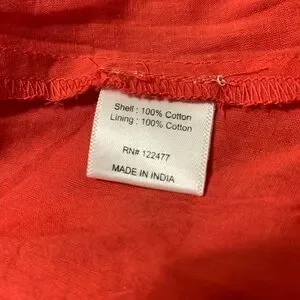 Shell : 100% Cotton
Lining : 100% Cotton
RN# 122477
MADE IN INDIA